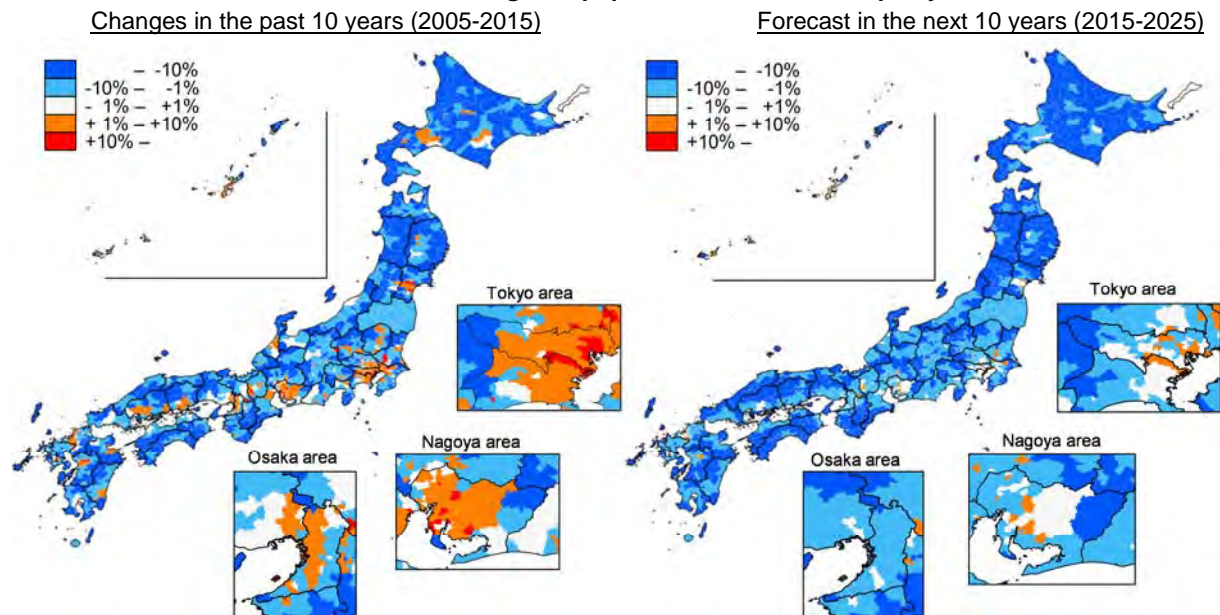 Changes in the past 10 years (2005-2015)
– -10%
-10% – -1%
- 1% – +1%
+ 1% – +10%
+10% –
Tokyo area
Nagoya area
Osaka area
Forecast in the next 10 years (2015-2025)
– -10%
-10% – -1%
- 1% – +1%
+ 1% – +10%
+10% –
Tokyo area
Nagoya area
Osaka area